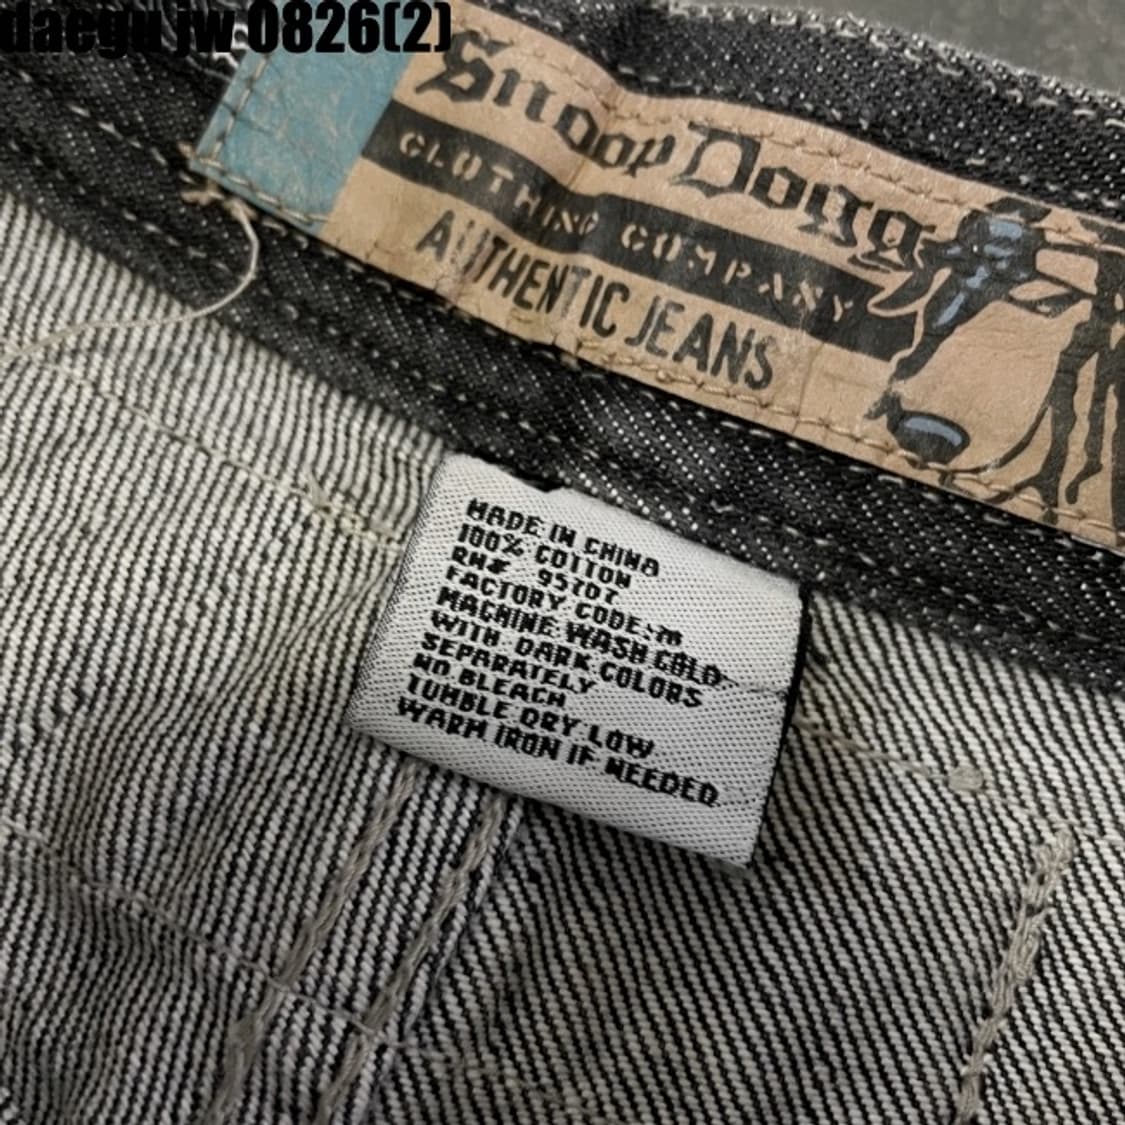 daegu jw 0826(2)
Snoop Dogg
CLOTHING COMPANY
AUTHENTIC JEANS
MADE IN CHINA
100% COTTON
RN# 95707
FACTORY CODE:
MACHINE WASH COLD
WITH DARK COLORS
SEPARATELY
NO BLEACH
TUMBLE DRY LOW
WARM IRON IF NEEDED